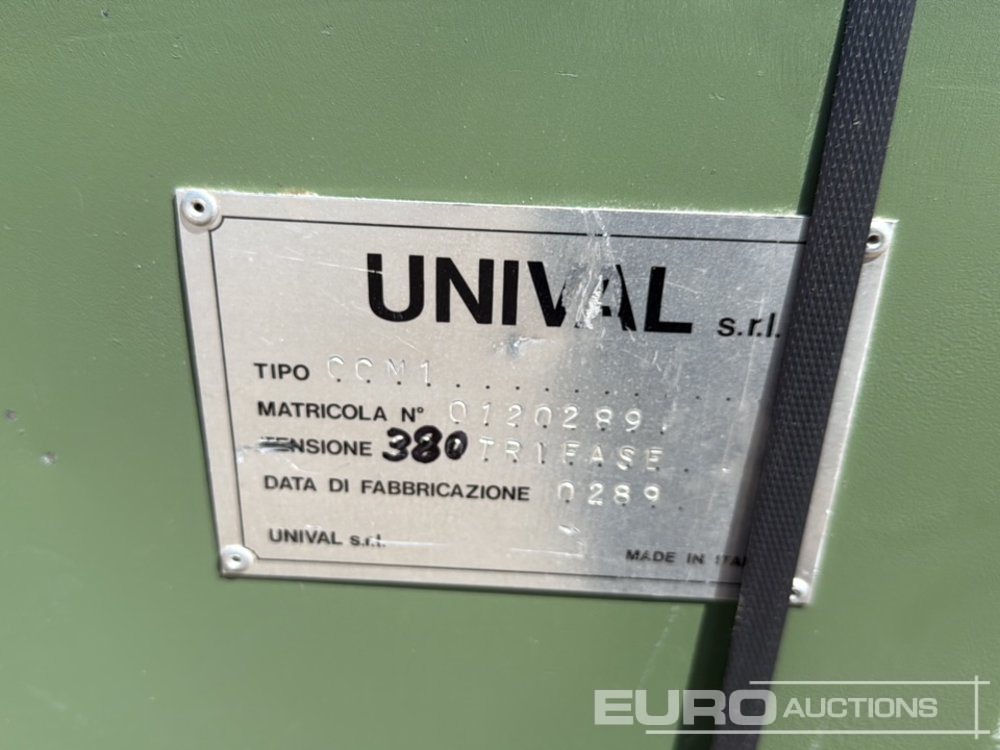 UNIVAL s.r.l.
TIPO CCM1
MATRICOLA N° 0120289
TENSIONE 380 TRIFASE
DATA DI FABBRICAZIONE 0289
UNIVAL s.r.l.
MADE IN ITA
EURO AUCTIONS